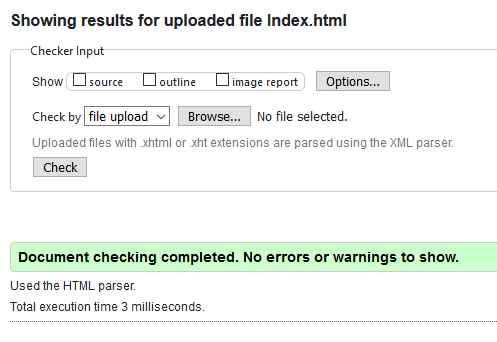 Showing results for uploaded file Index.html
Checker Input
Show source outline image report Options...
Check by file upload Browse... No file selected.
Uploaded files with .xhtml or .xht extensions are parsed using the XML parser.
Check
Document checking completed. No errors or warnings to show.
Used the HTML parser.
Total execution time 3 milliseconds.